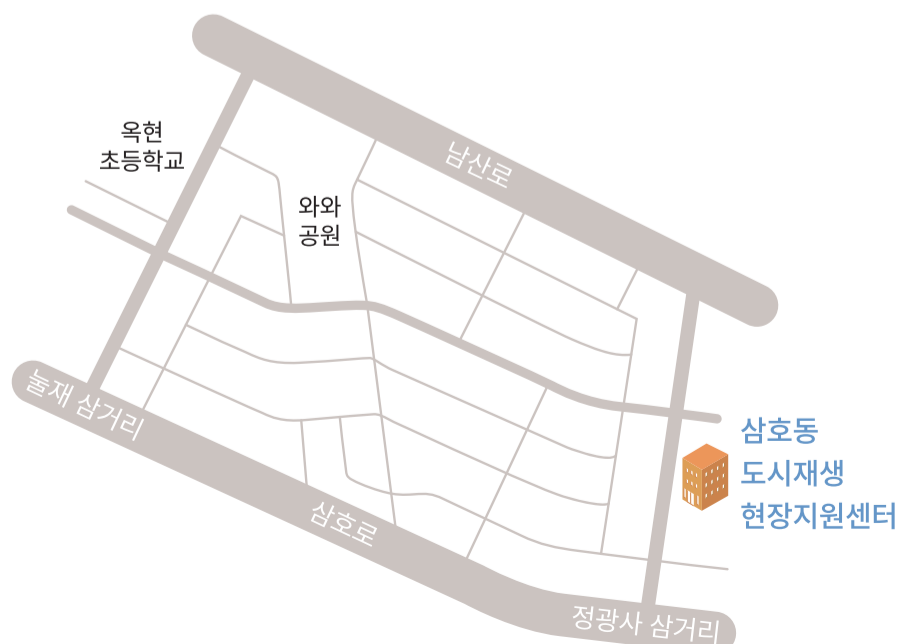 옥현
초등학교
남산로
와와
공원
눌재 삼거리
삼호동
도시재생
현장지원센터
삼호로
정광사 삼거리